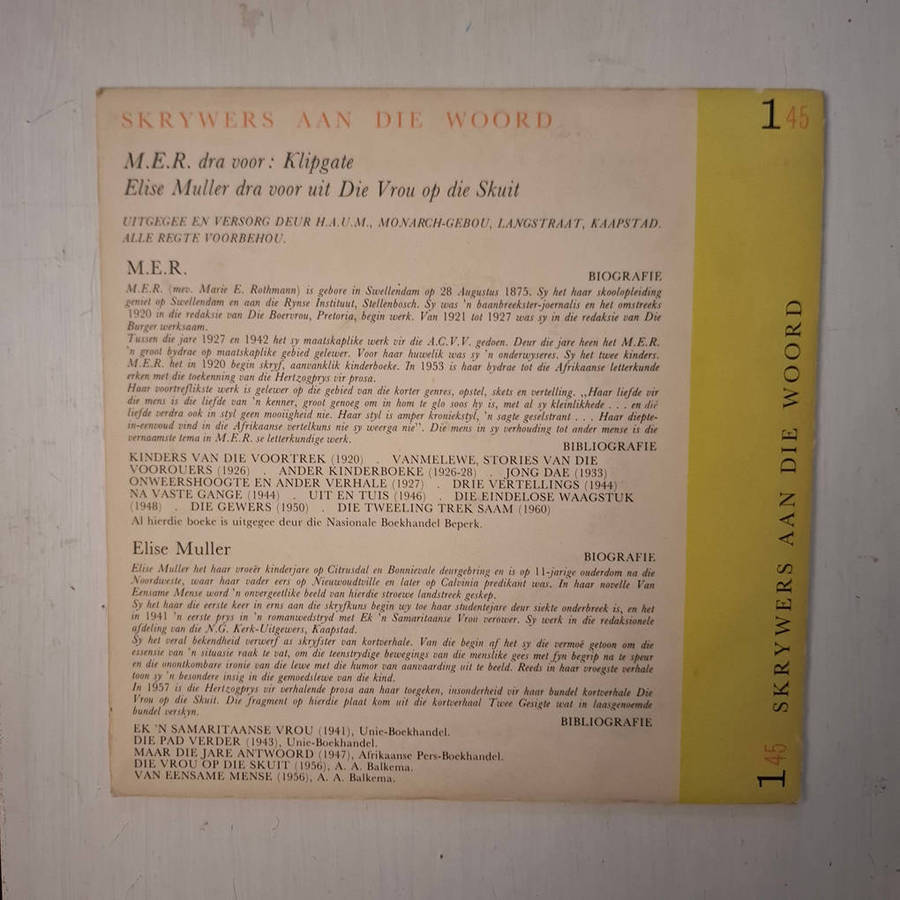 SKRYWERS AAN DIE WOORD
1 45
M.E.R. dra voor: Klipgate
Elise Muller dra voor uit Die Vrou op die Skuit
UITGEGEE EN VERSORG DEUR H.A.U.M., MONARCH-GEBOU, LANGSTRAAT, KAAPSTAD.
ALLE REGTE VOORBEHOU.
M.E.R.
BIOGRAFIE
M.E.R. (mev. Marie E. Rothmann) is gebore in Swellendam op 28 Augustus 1875. Sy het haar skoolopleiding
geniet op Swellendam en aan die Rynse Instituut, Stellenbosch. Sy was 'n baanbreekster-joernalis en het omstreeks
1920 in die redaksie van Die Boervrou, Pretoria, begin werk. Van 1921 tot 1927 was sy in die redaksie van Die
Burger werksaam.
Tussen die jare 1927 en 1942 het sy maatskaplike werk vir die A.C.V.V. gedoen. Deur die jare heen het M.E.R.
'n groot bydrae op maatskaplike gebied gelewer. Voor haar huwelik was sy 'n onderwyseres. Sy het twee kinders.
M.E.R. het in 1920 begin skryf, aanvanklik kinderboeke. In 1953 is haar bydrae tot die Afrikaanse letterkunde
erken met die toekenning van die Hertzogprys vir prosa.
Haar voortreflikste werk is gelewer op die gebied van die korter genres, opstel, skets en vertelling. „Haar liefde vir
die mens is die liefde van 'n kenner, groot genoeg om in hom te glo soos hy is, met al sy kleinlikhede . . . en dié
liefde verdra ook in styl geen mooiigheid nie. Haar styl is amper kroniekstyl, 'n sagte geselstrant . . . Haar diepte-
in-eenvoud vind in die Afrikaanse vertelkuns nie sy weerga nie". Die mens in sy verhouding tot ander mense is die
vernaamste tema in M.E.R. se letterkundige werk.
BIBLIOGRAFIE
KINDERS VAN DIE VOORTREK (1920) . VANMELEWE, STORIES VAN DIE
VOOROUERS (1926) . ANDER KINDERBOEKE (1926-28) . JONG DAE (1933)
ONWEERSHOOGTE EN ANDER VERHALE (1927) . DRIE VERTELLINGS (1944)
NA VASTE GANGE (1944) . UIT EN TUIS (1946) . DIE EINDELOSE WAAGSTUK
(1948) . DIE GEWERS (1950) . DIE TWEELING TREK SAAM (1960)
Al hierdie boeke is uitgegee deur die Nasionale Boekhandel Beperk.
Elise Muller
BIOGRAFIE
Elise Muller het haar vroeër kinderjare op Citrusdal en Bonnievale deurgebring en is op 11-jarige ouderdom na die
Noordweste, waar haar vader eers op Nieuwoudtville en later op Calvinia predikant was. In haar novelle Van
Eensame Mense word 'n onvergeetlike beeld van hierdie stroewe landstreek geskep.
Sy het haar die eerste keer in erns aan die skryfkuns begin wy toe haar studentejare deur siekte onderbreek is, en het
in 1941 'n eerste prys in 'n romanwedstryd met Ek 'n Samaritaanse Vrou verower. Sy werk in die redaksionele
afdeling van die N.G. Kerk-Uitgewers, Kaapstad.
Sy het veral bekendheid verwerf as skryfster van kortverhale. Van die begin af het sy die vermoë getoon om die
essensie van 'n situasie raak te vat, om die teenstrydige bewegings van die menslike gees met fyn begrip na te speur
en die onontkombare ironie van die lewe met die humor van aanvaarding uit te beeld. Reeds in haar vroegste verhale
toon sy 'n besondere insig in die gemoedslewe van die kind.
In 1957 is die Hertzogprys vir verhalende prosa aan haar toegeken, insonderheid vir haar bundel kortverhale Die
Vrou op die Skuit. Die fragment op hierdie plaat kom uit die kortverhaal Twee Gesigte wat in laasgenoemde
bundel verskyn.
BIBLIOGRAFIE
EK 'N SAMARITAANSE VROU (1941), Unie-Boekhandel.
DIE PAD VERDER (1943), Unie-Boekhandel.
MAAR DIE JARE ANTWOORD (1947), Afrikaanse Pers-Boekhandel.
DIE VROU OP DIE SKUIT (1956), A. A. Balkema.
VAN EENSAME MENSE (1956), A. A. Balkema.
1 45 SKRYWERS AAN DIE WOORD